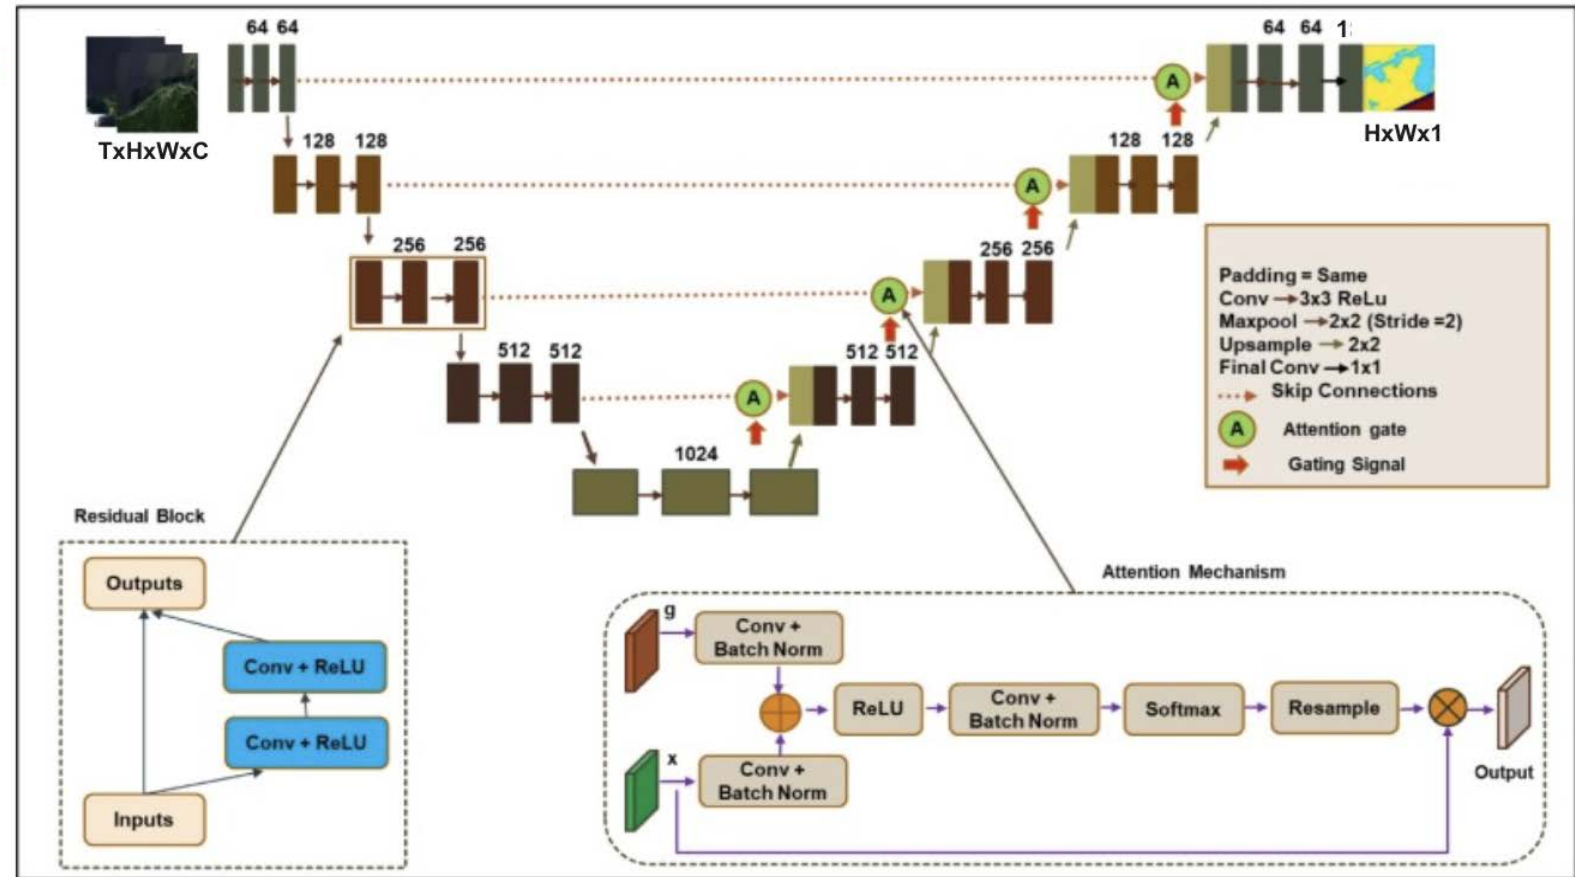 64 64
64 64 1
TxHxWxC
HxWx1
128 128
128 128
256 256
256 256
512 512
512 512
1024
A
A
A
A
Padding = Same
Conv → 3x3 ReLu
Maxpool → 2x2 (Stride =2)
Upsample → 2x2
Final Conv → 1x1
Skip Connections
A Attention gate
Gating Signal
Residual Block
Outputs
Conv + ReLU
Conv + ReLU
Inputs
Attention Mechanism
g
Conv +
Batch Norm
ReLU
Conv +
Batch Norm
Softmax
Resample
x
Conv +
Batch Norm
Output